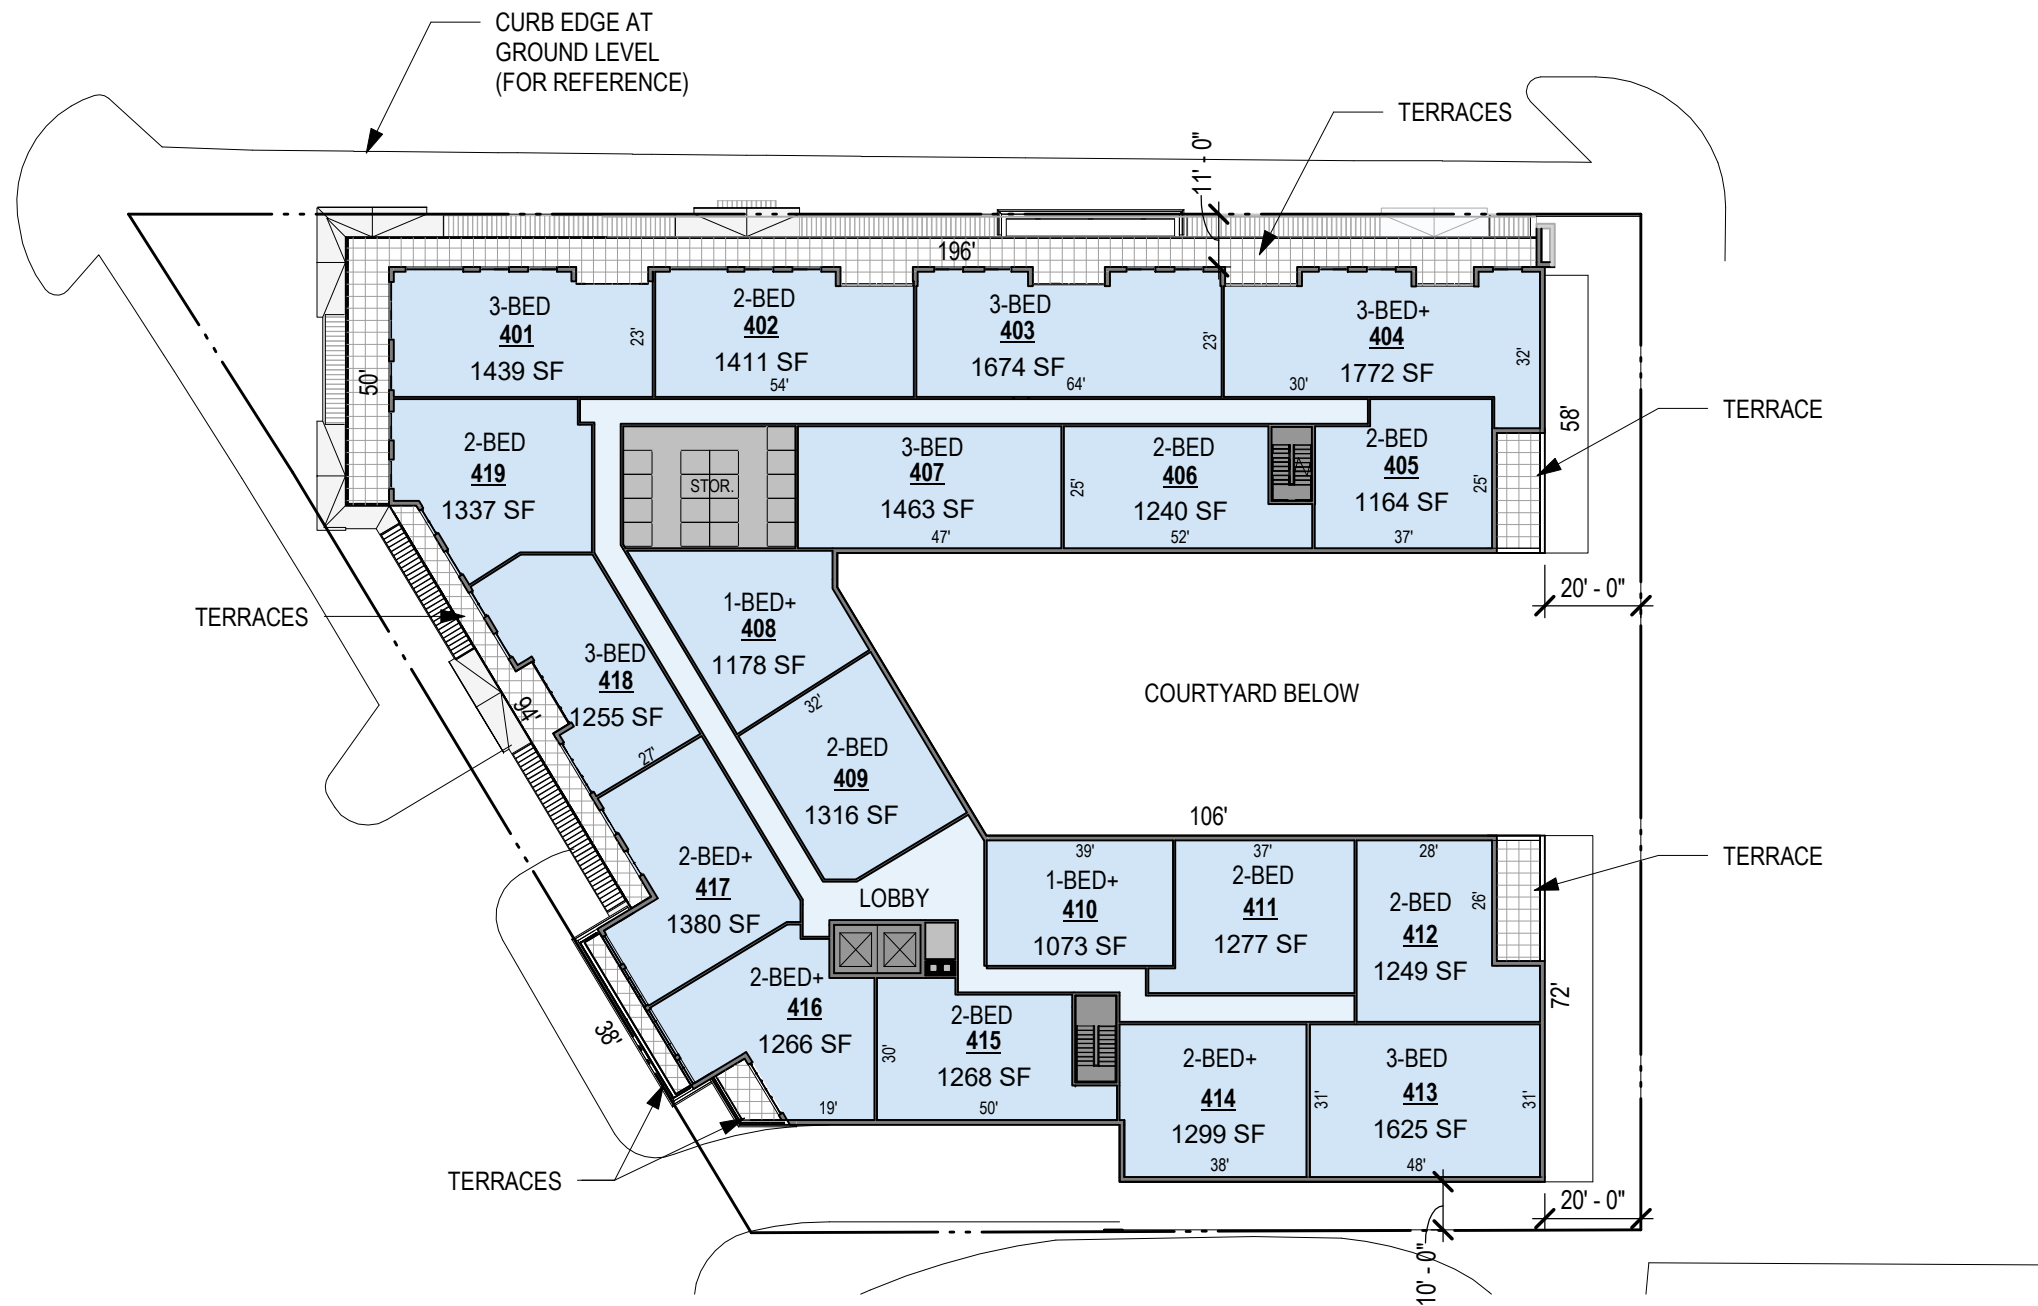 CURB EDGE AT
GROUND LEVEL
(FOR REFERENCE)
TERRACES
11' - 0"
196'
3-BED
401
1439 SF
23'
2-BED
402
1411 SF
54'
3-BED
403
1674 SF
64'
23'
3-BED+
404
1772 SF
30'
32'
50'
58'
TERRACE
2-BED
419
1337 SF
STOR.
3-BED
407
1463 SF
47'
25'
2-BED
406
1240 SF
52'
2-BED
405
1164 SF
37'
25'
20' - 0"
TERRACES
1-BED+
408
1178 SF
32'
3-BED
418
1255 SF
27'
94'
COURTYARD BELOW
2-BED
409
1316 SF
106'
TERRACE
2-BED+
417
1380 SF
LOBBY
39'
1-BED+
410
1073 SF
37'
2-BED
411
1277 SF
28'
2-BED
412
1249 SF
26'
72'
2-BED+
416
1266 SF
19'
38'
2-BED
415
1268 SF
30'
50'
2-BED+
414
1299 SF
38'
3-BED
413
1625 SF
31'
31'
48'
TERRACES
20' - 0"
10' - 0"